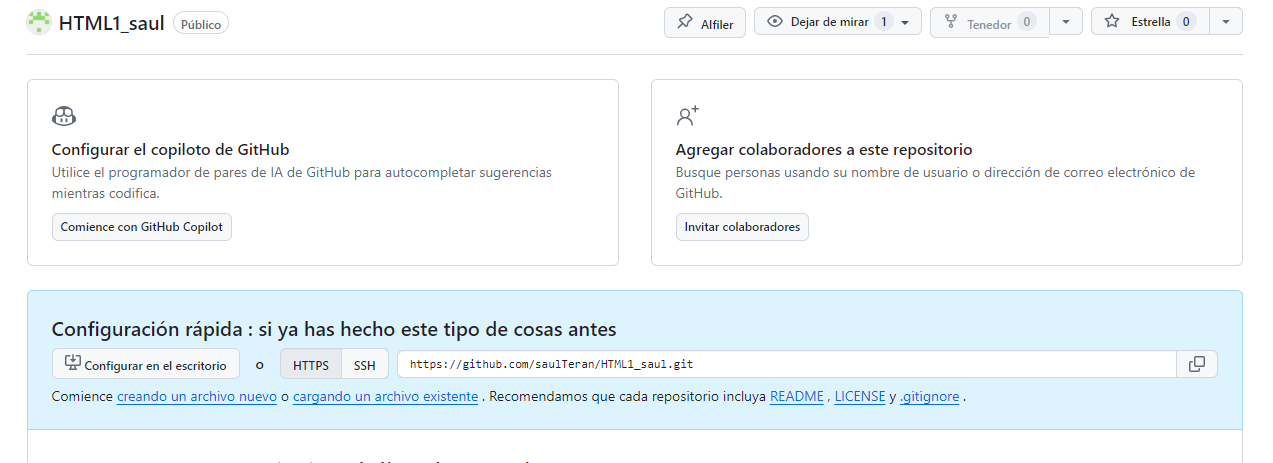 HTML1_saul Público Alfiler Dejar de mirar 1 Tenedor 0 Estrella 0
Configurar el copiloto de GitHub
Utilice el programador de pares de IA de GitHub para autocompletar sugerencias
mientras codifica.
Comience con GitHub Copilot
Agregar colaboradores a este repositorio
Busque personas usando su nombre de usuario o dirección de correo electrónico de
GitHub.
Invitar colaboradores
Configuración rápida : si ya has hecho este tipo de cosas antes
Configurar en el escritorio o HTTPS SSH https://github.com/saulTeran/HTML1_saul.git
Comience creando un archivo nuevo o cargando un archivo existente . Recomendamos que cada repositorio incluya README , LICENSE y .gitignore .